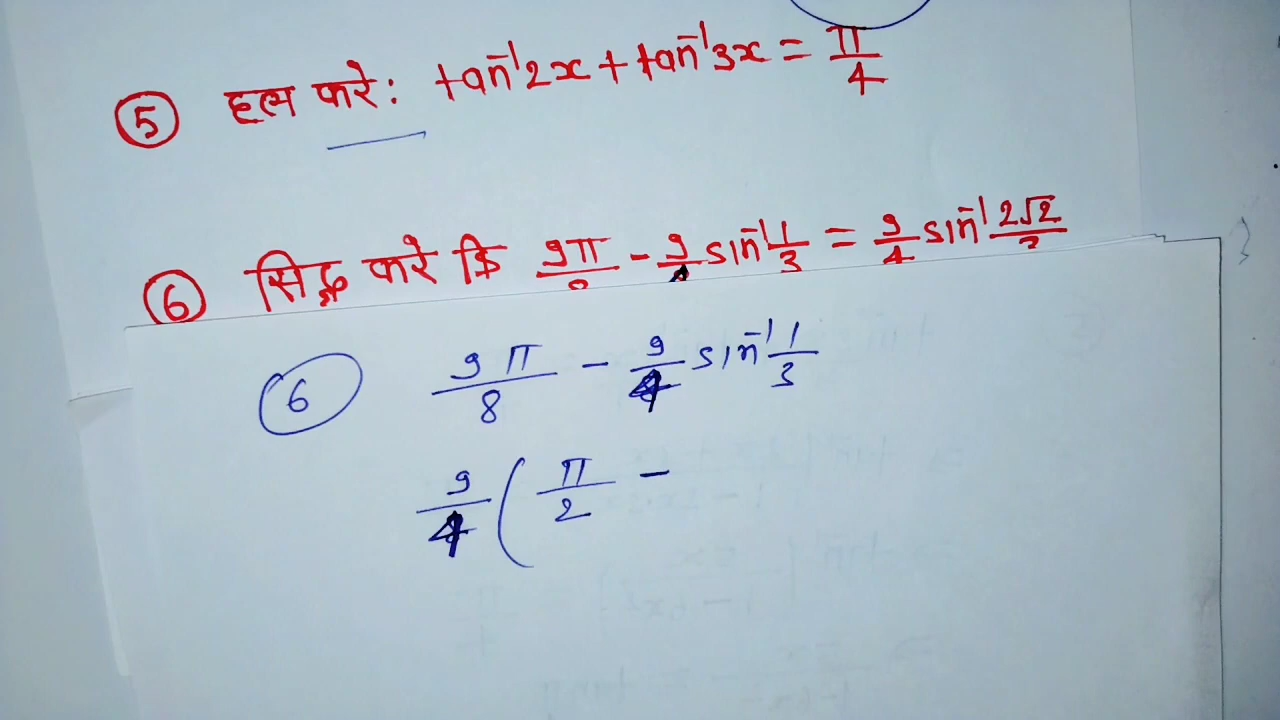 ⑤ हल करे: tan⁻¹2x + tan⁻¹3x = π/4
⑥ सिद्ध करे कि 9π/8 - 9/4 sin⁻¹ 1/3 = 9/4 sin⁻¹ 2√2/3
⑥ 9π/8 - 9/4 sin⁻¹ 1/3
9/4 ( π/2 -